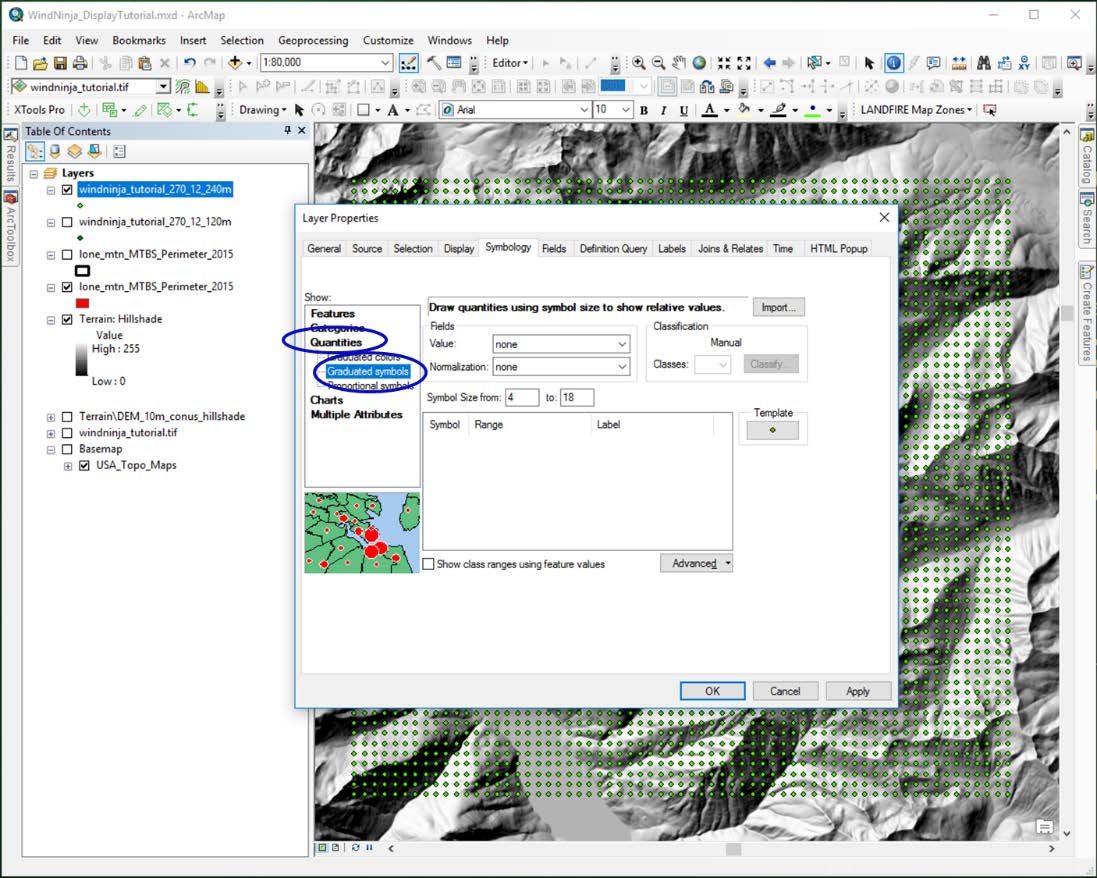 WindNinja_DisplayTutorial.mxd - ArcMap
File Edit View Bookmarks Insert Selection Geoprocessing Customize Windows Help
1:80,000 Editor
windninja_tutorial.tif
XTools Pro Drawing A Arial 10 B I U A LANDFIRE Map Zones
Table Of Contents
Results
ArcToolbox
Layers
windninja_tutorial_270_12_240m
windninja_tutorial_270_12_120m
lone_mtn_MTBS_Perimeter_2015
lone_mtn_MTBS_Perimeter_2015
Terrain: Hillshade
Value
High : 255
Low : 0
Terrain\DEM_10m_conus_hillshade
windninja_tutorial.tif
Basemap
USA_Topo_Maps
Layer Properties
General Source Selection Display Symbology Fields Definition Query Labels Joins & Relates Time HTML Popup
Show:
Features
Categories
Quantities
Graduated colors
Graduated symbols
Proportional symbols
Charts
Multiple Attributes
Draw quantities using symbol size to show relative values. Import...
Fields
Value: none
Normalization: none
Classification
Manual
Classes: Classify...
Symbol Size from: 4 to: 18
Symbol Range Label
Template
Show class ranges using feature values Advanced
OK Cancel Apply
Catalog
Search
Create Features